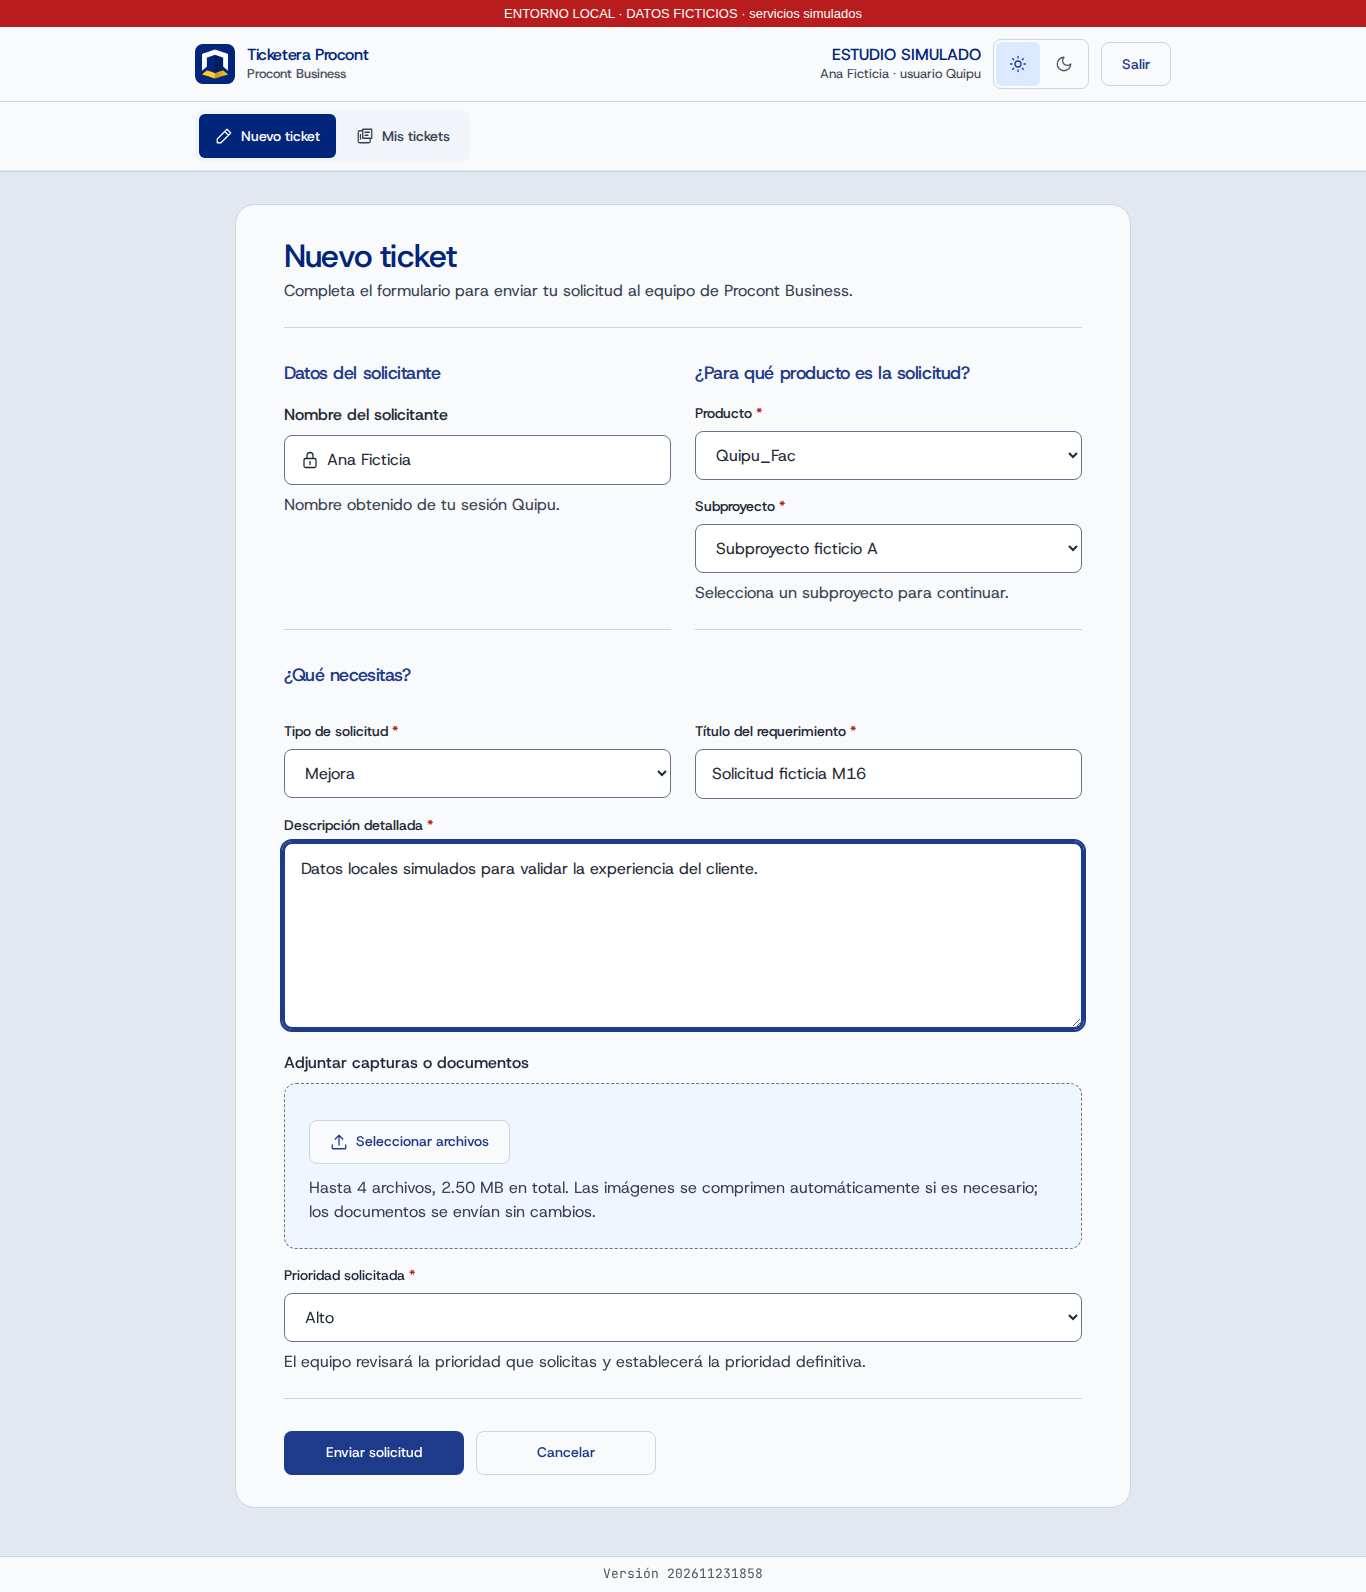 ENTORNO LOCAL · DATOS FICTICIOS · servicios simulados
Ticketera Procont
Procont Business
ESTUDIO SIMULADO
Ana Ficticia · usuario Quipu
Salir
Nuevo ticket
Mis tickets
Nuevo ticket
Completa el formulario para enviar tu solicitud al equipo de Procont Business.
Datos del solicitante
Nombre del solicitante
Ana Ficticia
Nombre obtenido de tu sesión Quipu.
¿Para qué producto es la solicitud?
Producto *
Quipu_Fac
Subproyecto *
Subproyecto ficticio A
Selecciona un subproyecto para continuar.
¿Qué necesitas?
Tipo de solicitud *
Mejora
Título del requerimiento *
Solicitud ficticia M16
Descripción detallada *
Datos locales simulados para validar la experiencia del cliente.
Adjuntar capturas o documentos
Seleccionar archivos
Hasta 4 archivos, 2.50 MB en total. Las imágenes se comprimen automáticamente si es necesario;
los documentos se envían sin cambios.
Prioridad solicitada *
Alto
El equipo revisará la prioridad que solicitas y establecerá la prioridad definitiva.
Enviar solicitud
Cancelar
Versión 202611231858